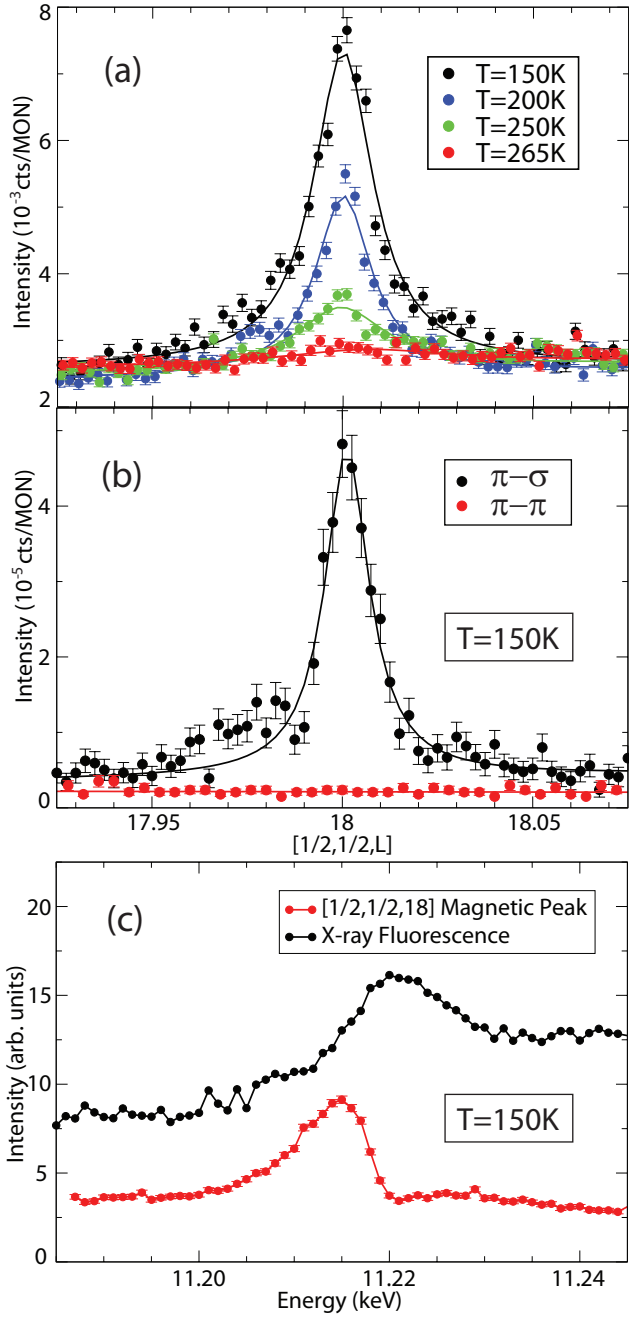 8
6
4
2
Intensity (10⁻³cts/MON)
(a)
T=150K
T=200K
T=250K
T=265K
4
2
0
Intensity (10⁻⁵cts/MON)
(b)
π−σ
π−π
T=150K
17.95
18
18.05
[1/2,1/2,L]
20
15
10
5
0
Intensity (arb. units)
(c)
[1/2,1/2,18] Magnetic Peak
X-ray Fluorescence
T=150K
11.20
11.22
11.24
Energy (keV)